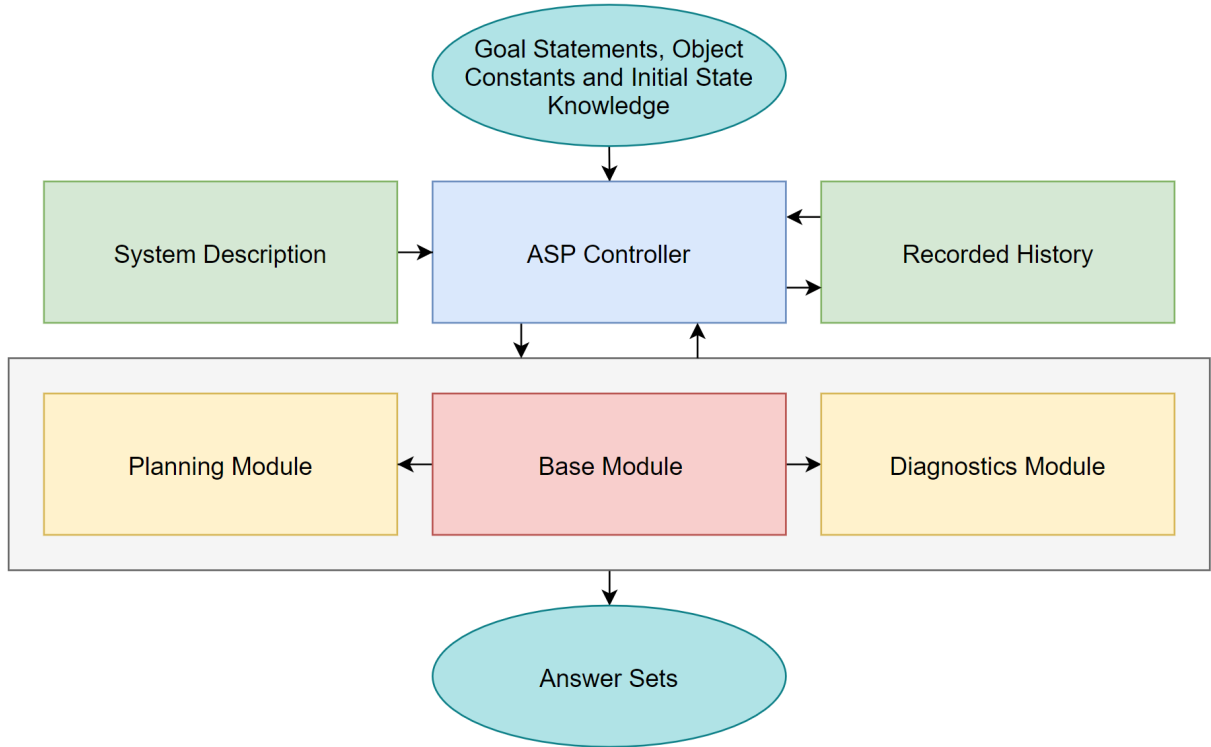 Goal Statements, Object
Constants and Initial State
Knowledge
System Description
ASP Controller
Recorded History
Planning Module
Base Module
Diagnostics Module
Answer Sets